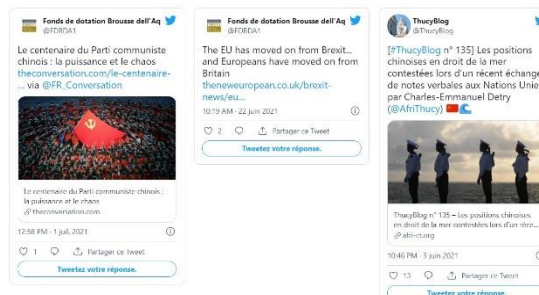 Fonds de dotation Brousse dell'Aq
@FDBDA1
Le centenaire du Parti communiste
chinois : la puissance et le chaos
theconversation.com/le-centenaire-
... via @FR_Conversation
Le centenaire du Parti communiste chinois :
la puissance et le chaos
theconversation.com
12:58 PM · 1 juil. 2021
1 Partager ce Tweet
Tweetez votre réponse.
Fonds de dotation Brousse dell'Aq
@FDBDA1
The EU has moved on from Brexit...
and Europeans have moved on from
Britain
theneweuropean.co.uk/brexit-
news/eu...
10:19 AM · 22 juin 2021
2 Partager ce Tweet
Tweetez votre réponse.
ThucyBlog
@ThucyBlog
[#ThucyBlog n° 135] Les positions
chinoises en droit de la mer
contestées lors d'un récent échange
de notes verbales aux Nations Unie
par Charles-Emmanuel Detry
(@AfriThucy)
ThucyBlog n° 135 – Les positions chinoises
en droit de la mer contestées lors d'un réce...
afri-ct.org
10:46 PM · 3 juin 2021
13 Partager ce Tweet
Tweetez votre réponse.